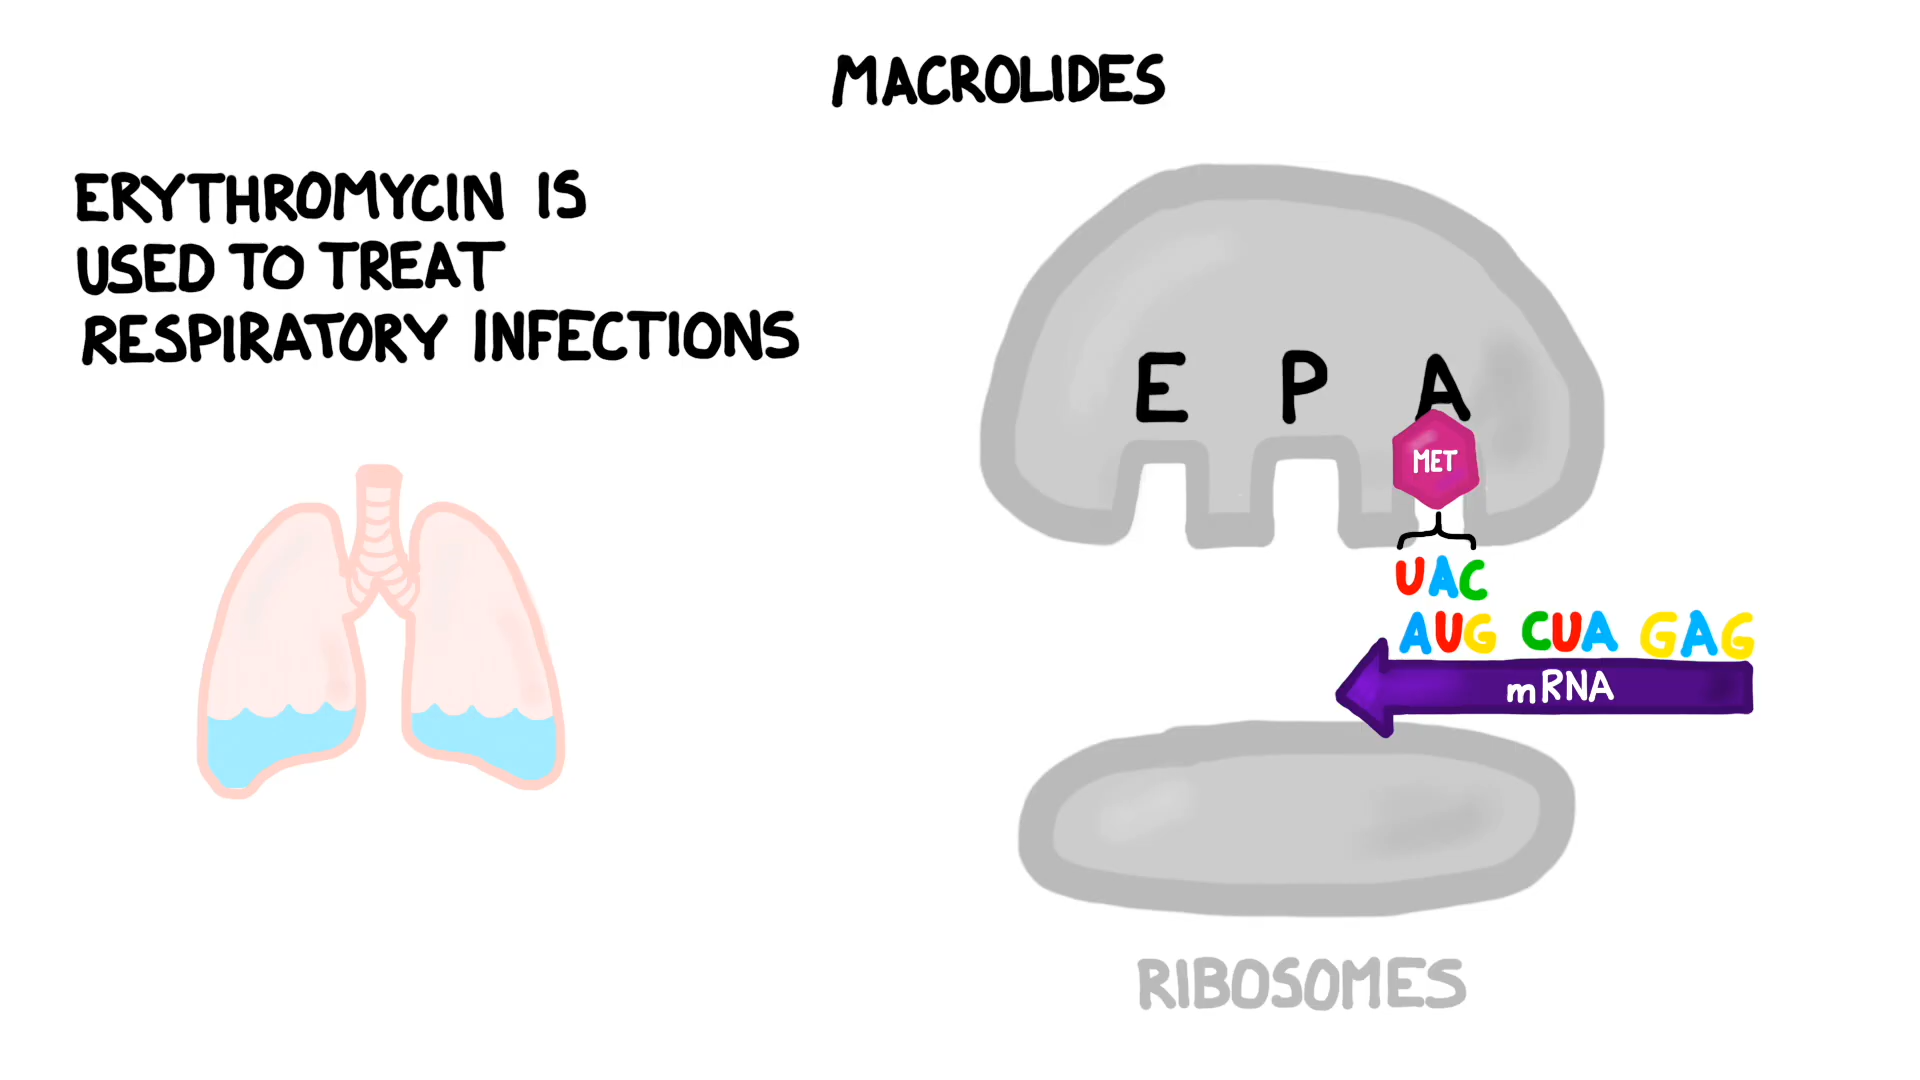 MACROLIDES
ERYTHROMYCIN IS
USED TO TREAT
RESPIRATORY INFECTIONS
E P A
MET
UAC
AUG CUA GAG
mRNA
RIBOSOMES